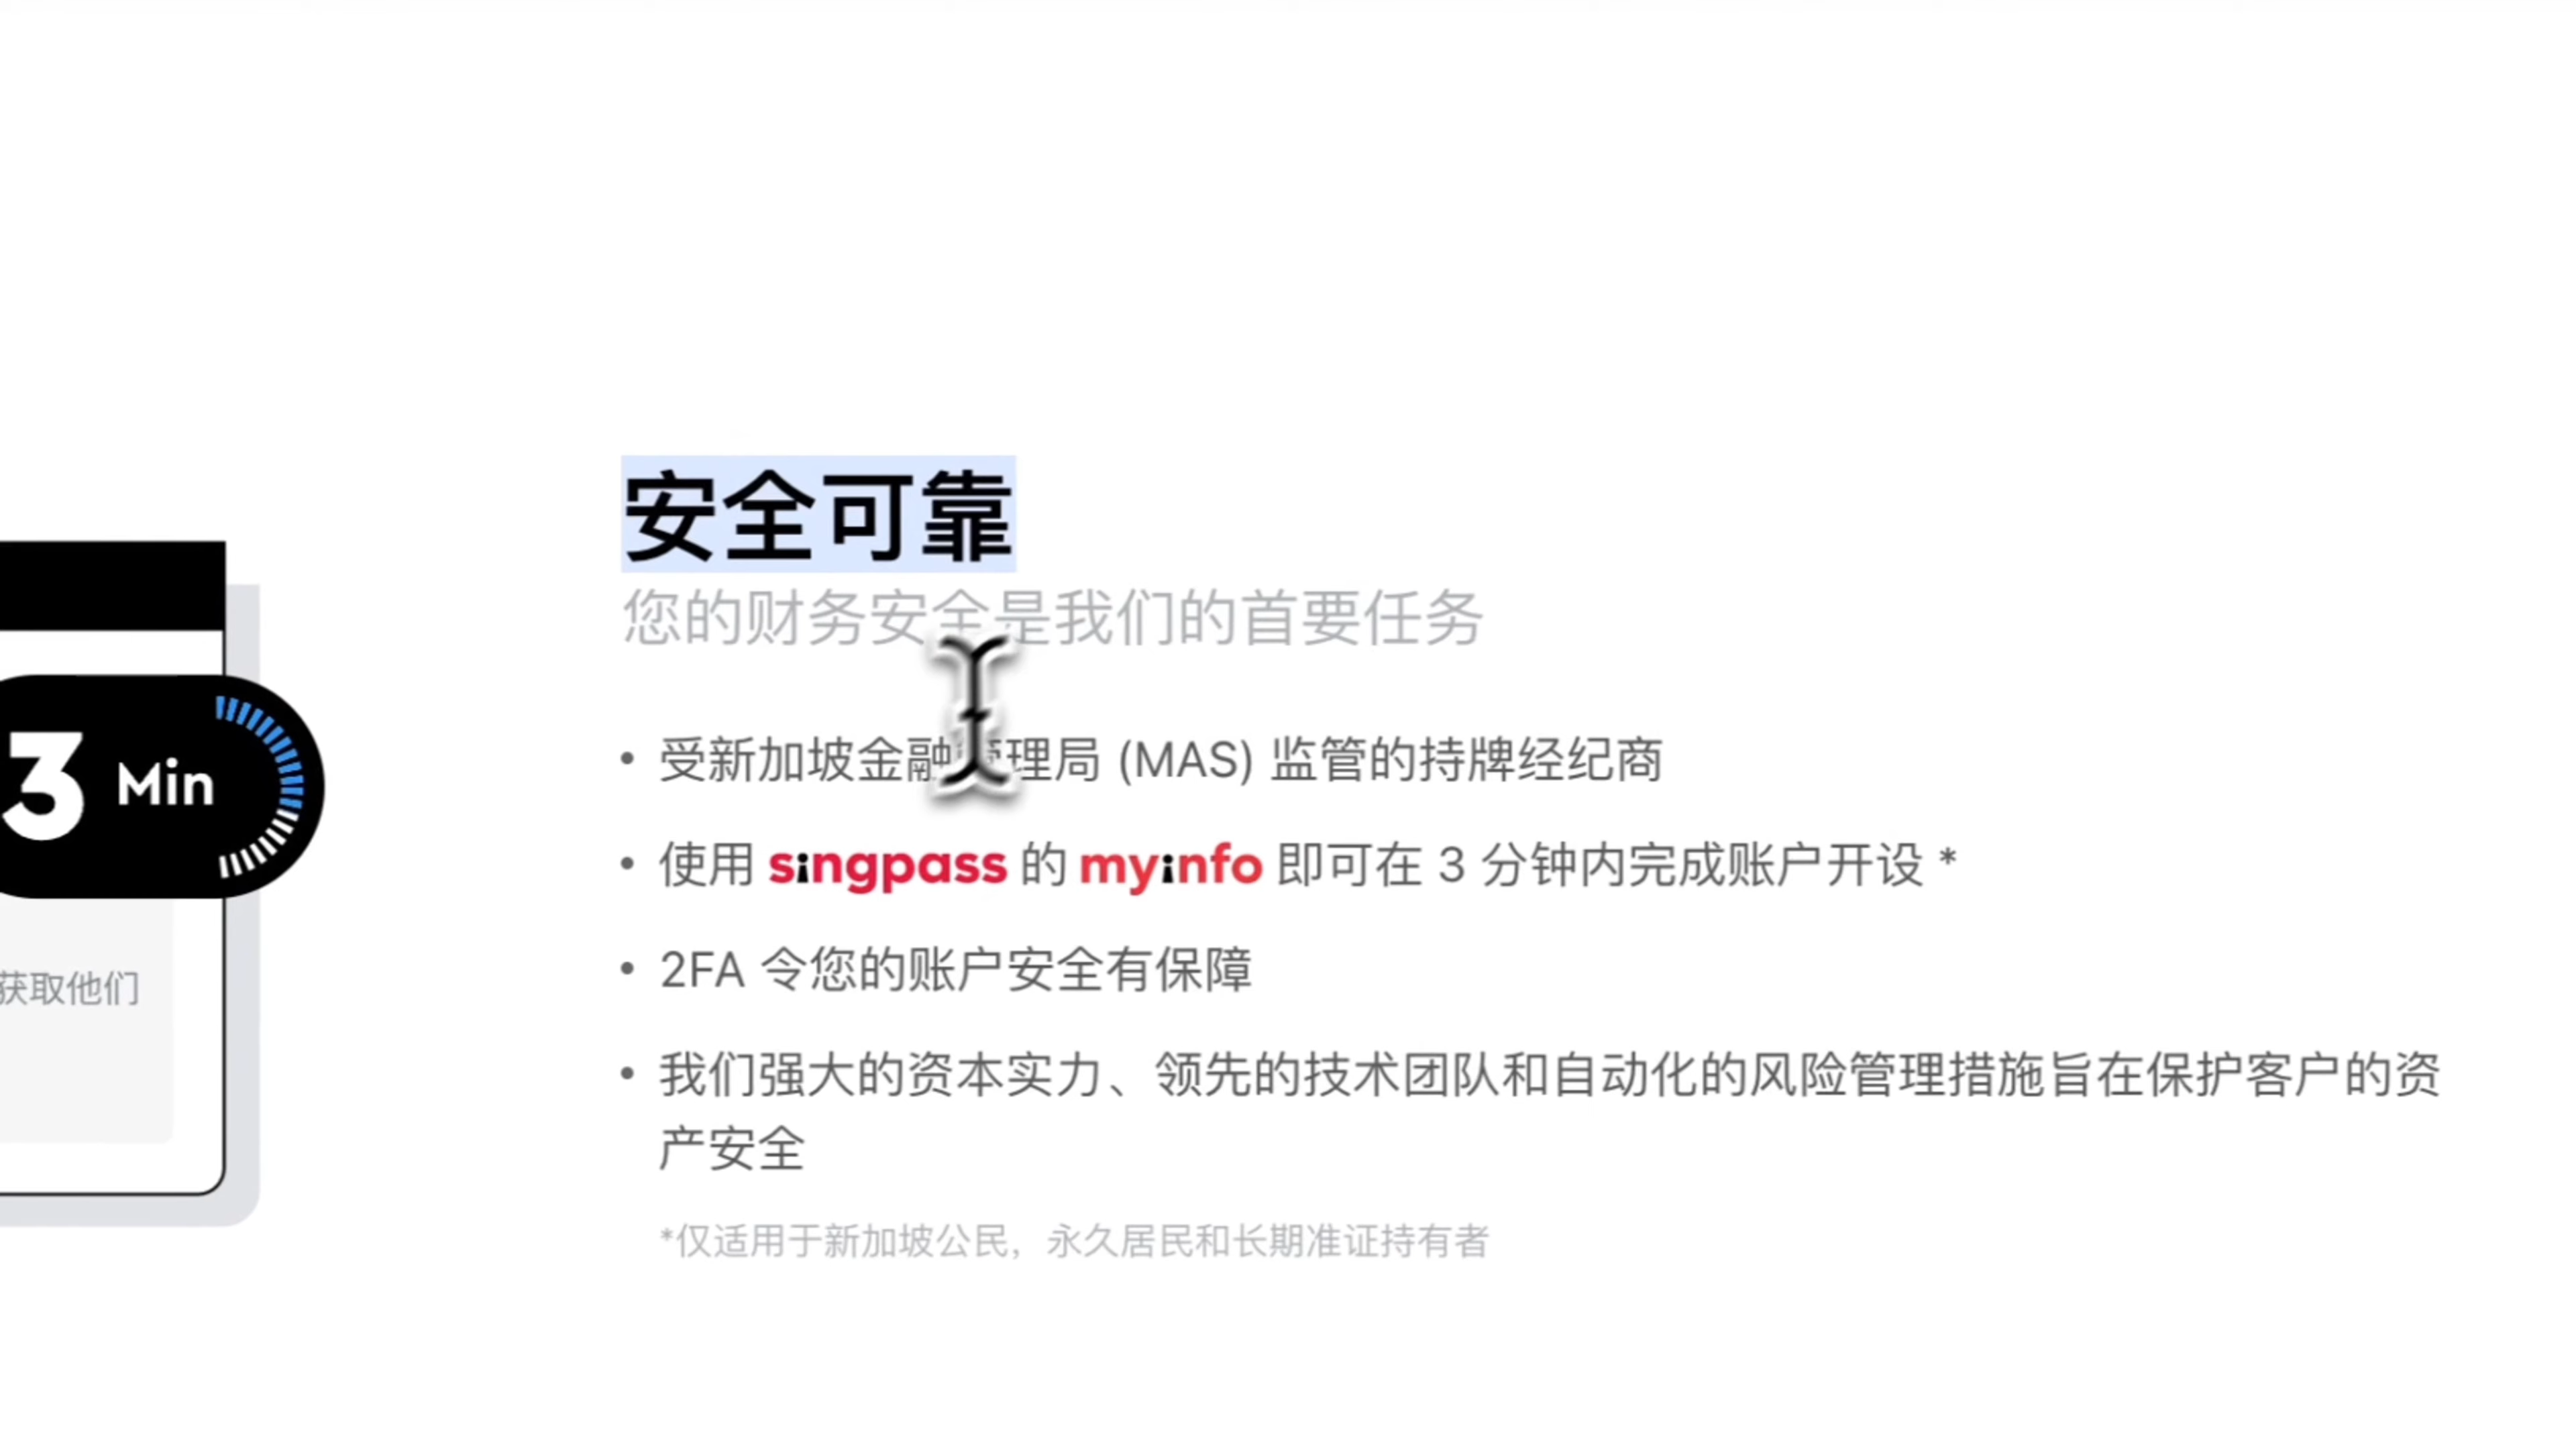 安全可靠
您的财务安全是我们的首要任务
3 Min
• 受新加坡金融管理局 (MAS) 监管的持牌经纪商
• 使用 singpass 的 myinfo 即可在 3 分钟内完成账户开设 *
• 2FA 令您的账户安全有保障
获取他们
• 我们强大的资本实力、领先的技术团队和自动化的风险管理措施旨在保护客户的资
产安全
*仅适用于新加坡公民，永久居民和长期准证持有者